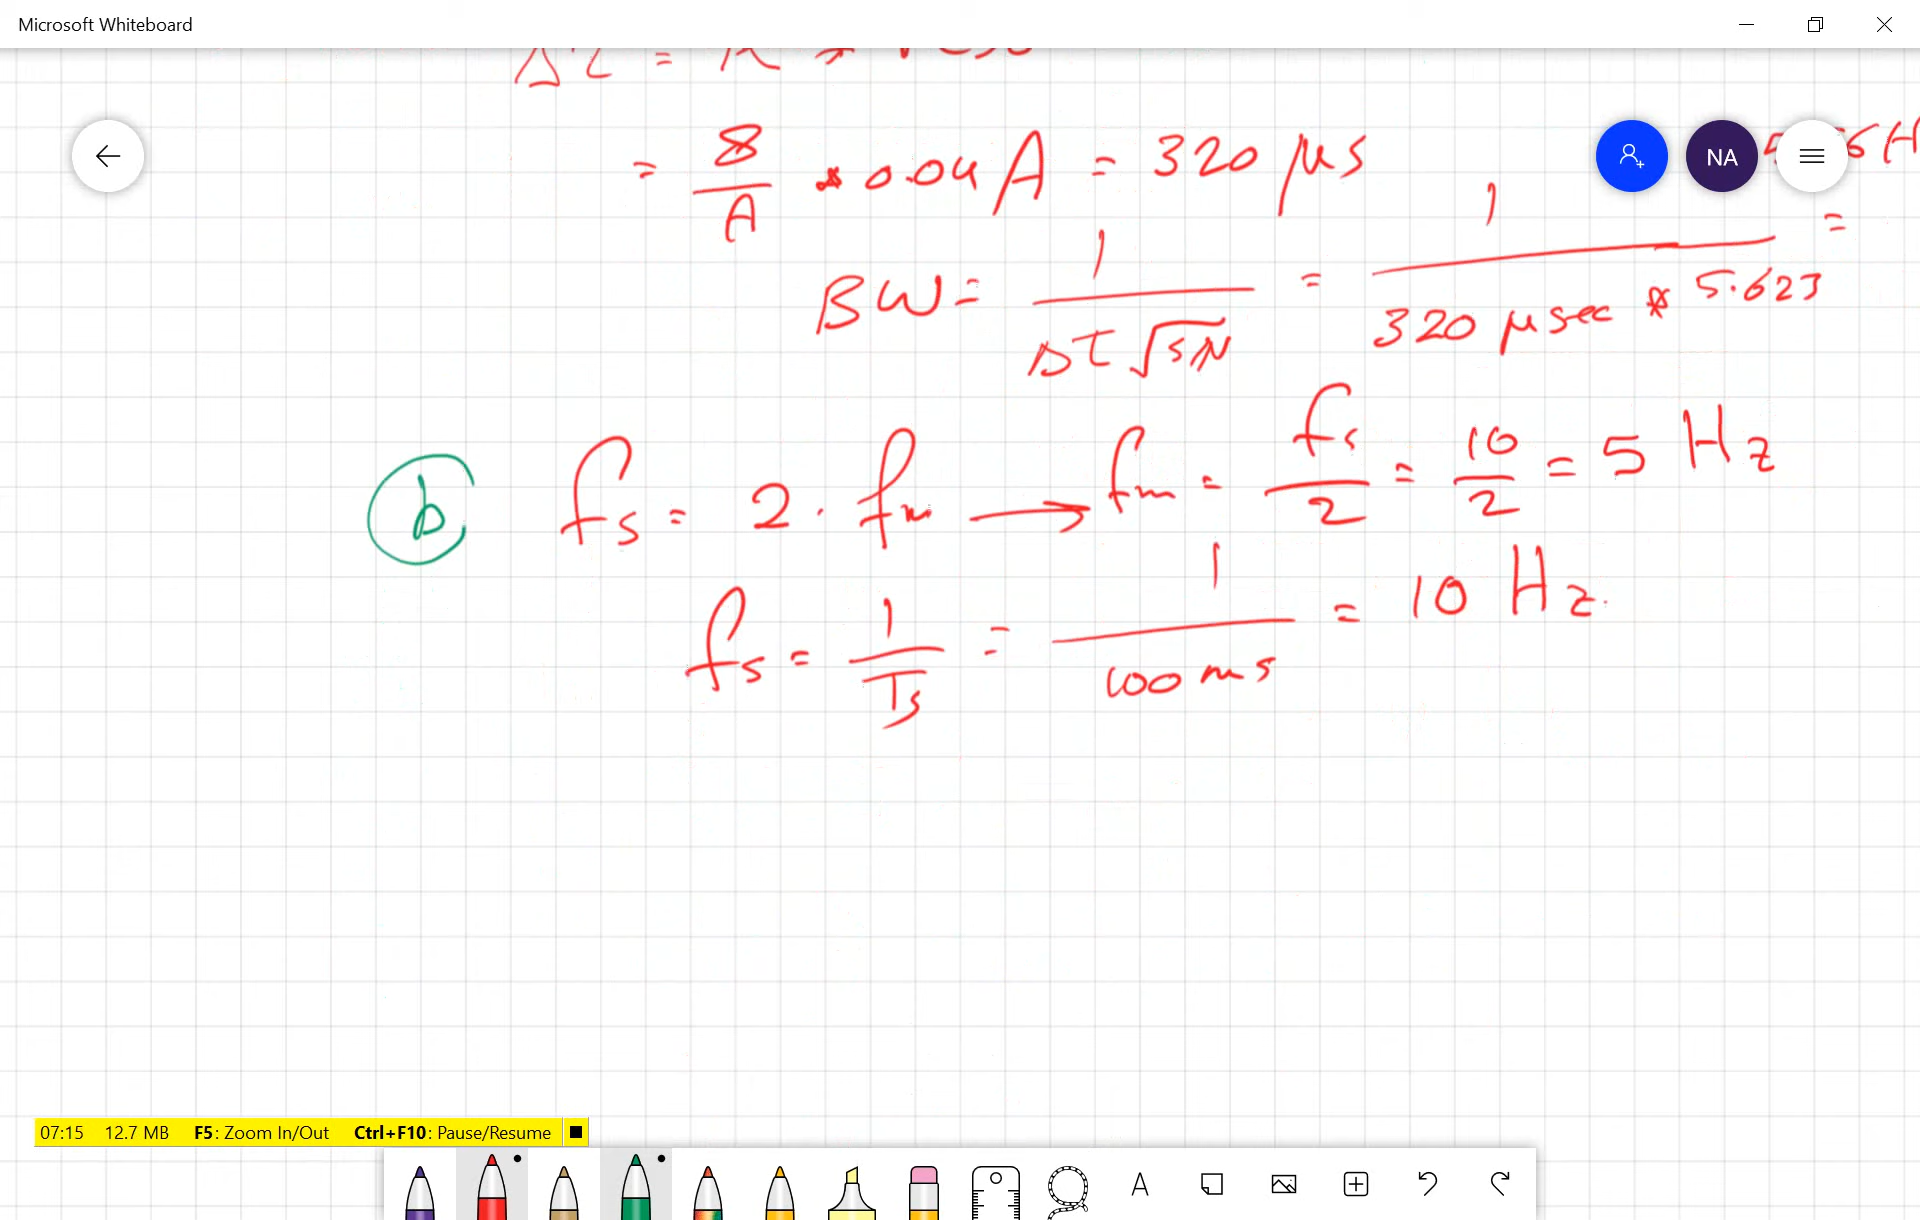 Microsoft Whiteboard
NA
= 8/A * 0.04 A = 320 μs
BW = 1/(Δτ √SN) = 1/(320 μsec * 5.623) =
b
fs = 2 . fm → fm = fs/2 = 10/2 = 5 Hz
fs = 1/Ts = 1/100 ms = 10 Hz.
07:15 12.7 MB F5: Zoom In/Out Ctrl+F10: Pause/Resume
A